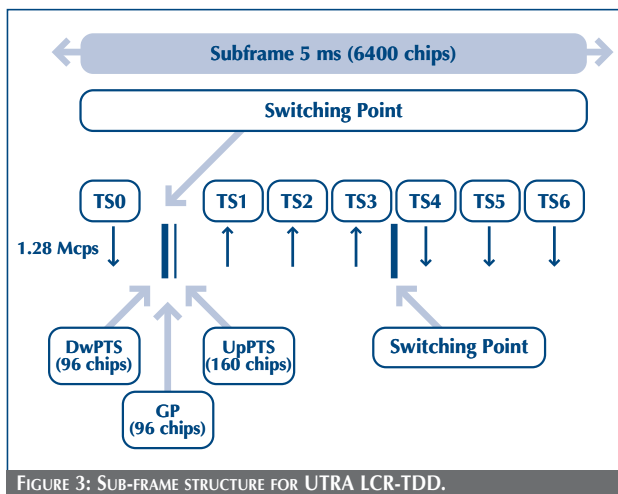 Subframe 5 ms (6400 chips)
Switching Point
TS0
TS1
TS2
TS3
TS4
TS5
TS6
1.28 Mcps
DwPTS
(96 chips)
UpPTS
(160 chips)
Switching Point
GP
(96 chips)
FIGURE 3: SUB-FRAME STRUCTURE FOR UTRA LCR-TDD.